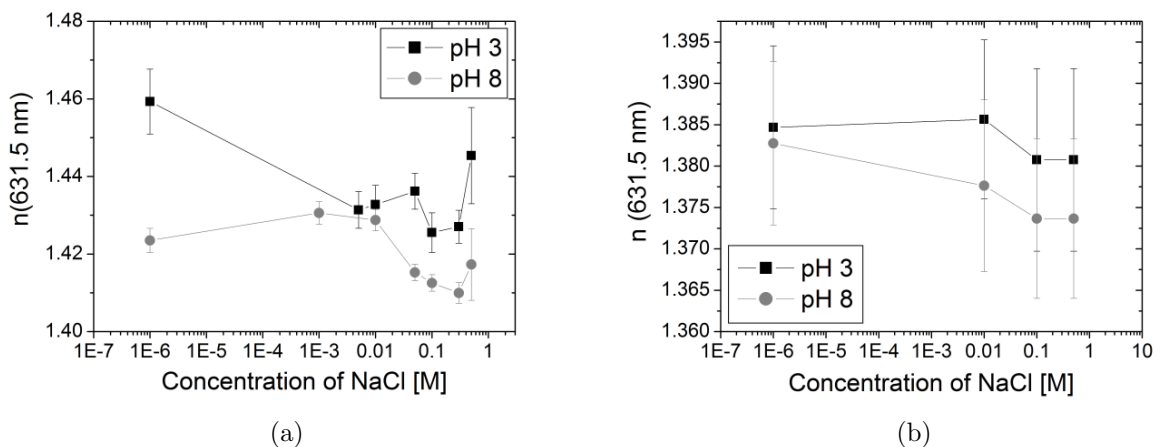 1.48
1.46
1.44
1.42
1.40
n(631.5 nm)
pH 3
pH 8
1E-7 1E-6 1E-5 1E-4 1E-3 0.01 0.1 1
Concentration of NaCl [M]
(a)
1.395
1.390
1.385
1.380
1.375
1.370
1.365
1.360
n (631.5 nm)
pH 3
pH 8
1E-7 1E-6 1E-5 1E-4 1E-3 0.01 0.1 1 10
Concentration of NaCl [M]
(b)